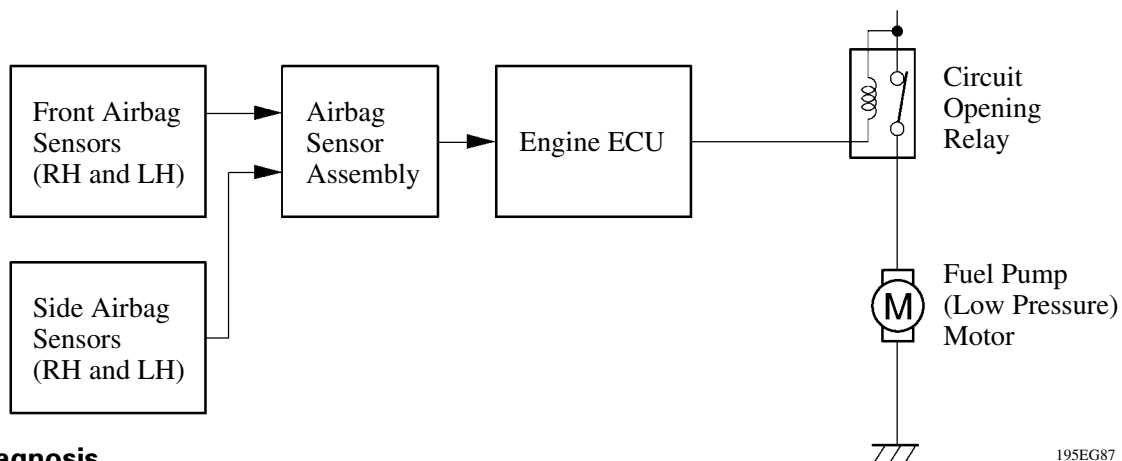 Front Airbag
Sensors
(RH and LH)
Airbag
Sensor
Assembly
Engine ECU
Circuit
Opening
Relay
Side Airbag
Sensors
(RH and LH)
M
Fuel Pump
(Low Pressure)
Motor
agnosis
195EG87